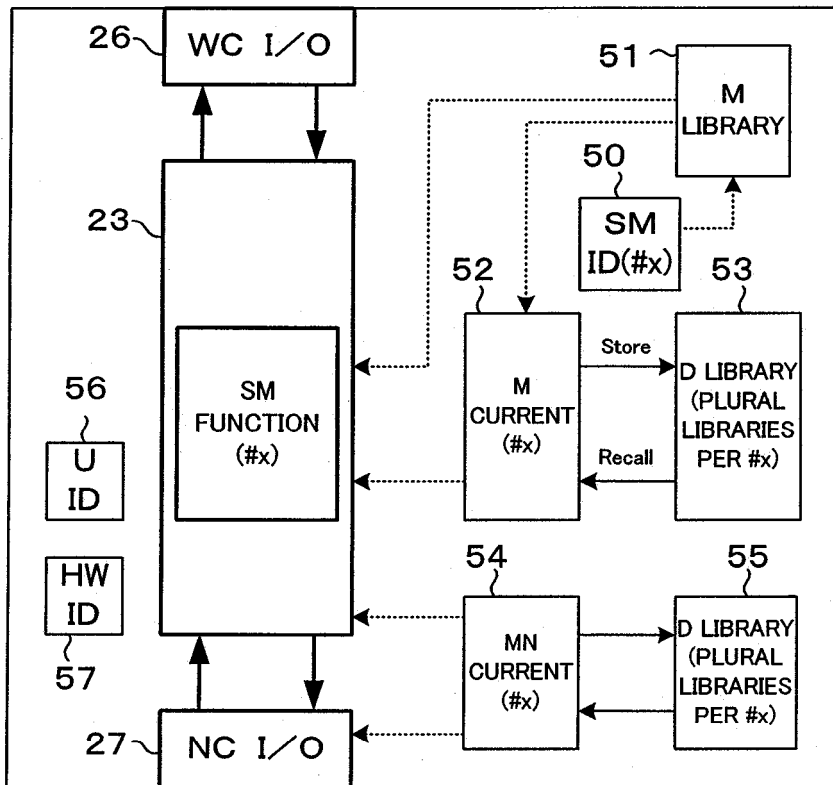 26
WC I/O
51
M
LIBRARY
50
SM
ID(#x)
23
52
53
M
CURRENT
(#x)
Store
Recall
D LIBRARY
(PLURAL
LIBRARIES
PER #x)
SM
FUNCTION
(#x)
56
U
ID
HW
ID
57
54
55
MN
CURRENT
(#x)
D LIBRARY
(PLURAL
LIBRARIES
PER #x)
27
NC I/O